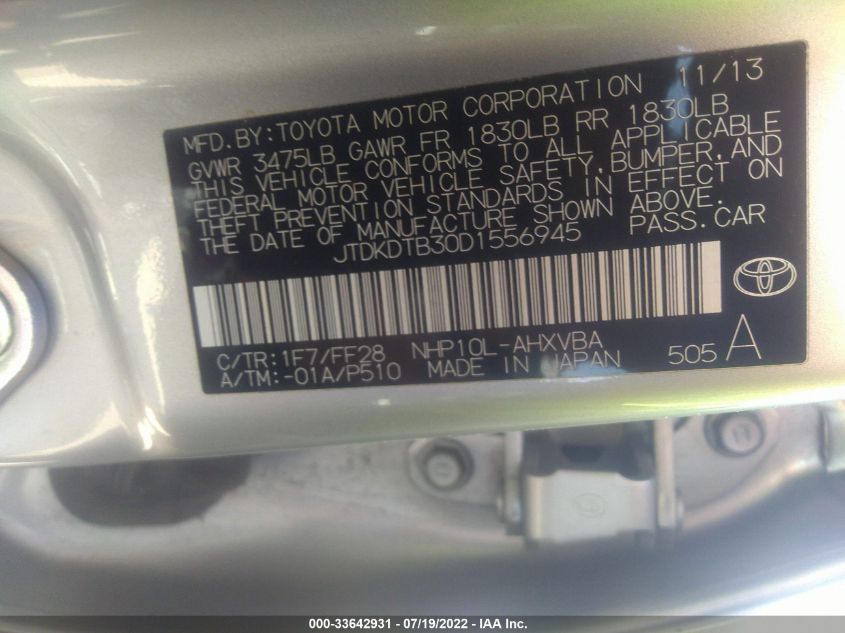 MFD.BY:TOYOTA MOTOR CORPORATION 11/13
GVWR 3475LB GAWR FR 1830LB RR 1830LB
THIS VEHICLE CONFORMS TO ALL APPLICABLE
FEDERAL MOTOR VEHICLE SAFETY,BUMPER,AND
THEFT PREVENTION STANDARDS IN EFFECT ON
THE DATE OF MANUFACTURE SHOWN ABOVE.
JTDKDTB30D1556945 PASS.CAR
C/TR:1F7/FF28 NHP10L-AHXVBA
A/TM:-01A/P510 MADE IN JAPAN 505 A
000-33642931 - 07/19/2022 - IAA Inc.